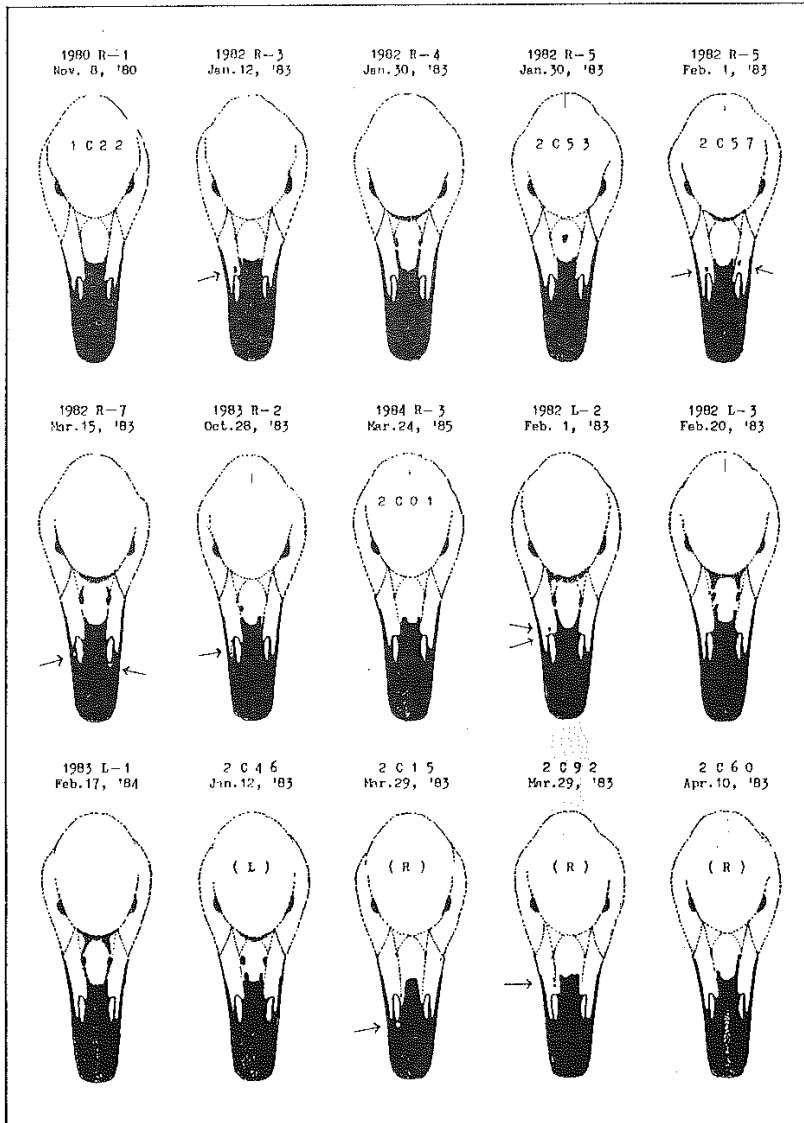 1980 R-1
Nov. 8, '80
1 C 2 2
1982 R-3
Jan.12, '83
1982 R-4
Jan.30, '83
1982 R-5
Jan.30, '83
2 C 5 3
1982 R-5
Feb. 1, '83
2 C 5 7
1982 R-7
Mar.15, '83
1983 R-2
Oct.28, '83
1984 R-3
Mar.24, '85
2 C 0 1
1982 L-2
Feb. 1, '83
1982 L-3
Feb.20, '83
1983 L-1
Feb.17, '84
2 C 4 6
Jan.12, '83
( L )
2 C 1 5
Mar.29, '83
( R )
2 C 9 2
Mar.29, '83
( R )
2 C 6 0
Apr.10, '83
( R )